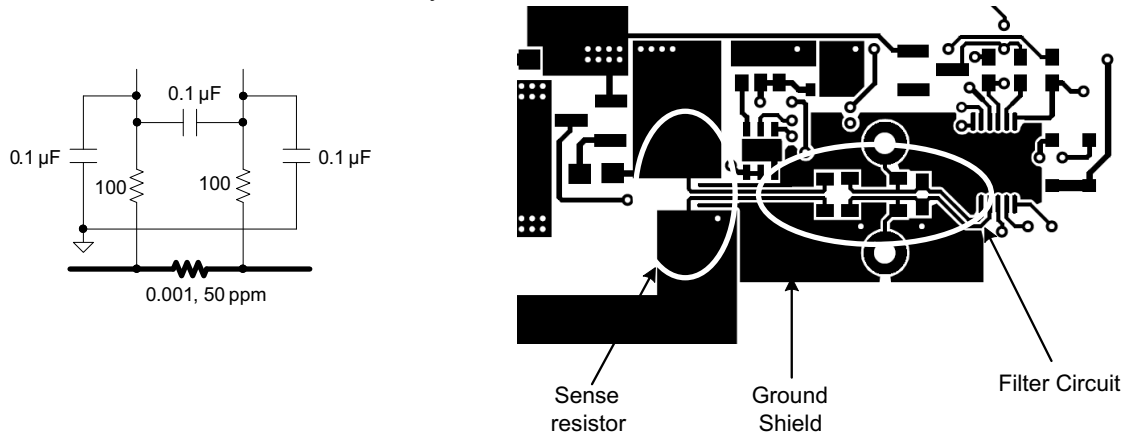 0.1 µF
0.1 µF
0.1 µF
100
100
0.001, 50 ppm
Sense
resistor
Ground
Shield
Filter Circuit